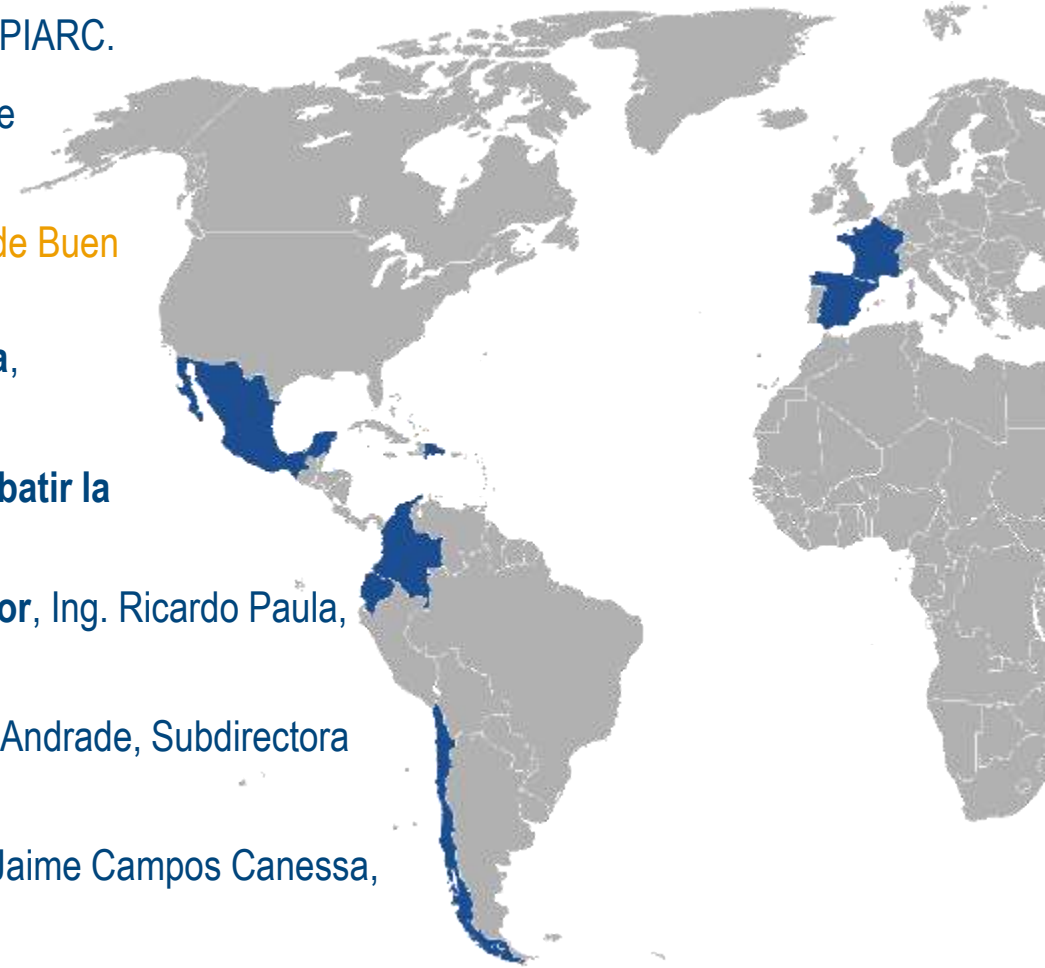 PIARC.
e
de Buen
a,
batir la
or, Ing. Ricardo Paula,
Andrade, Subdirectora
Jaime Campos Canessa,